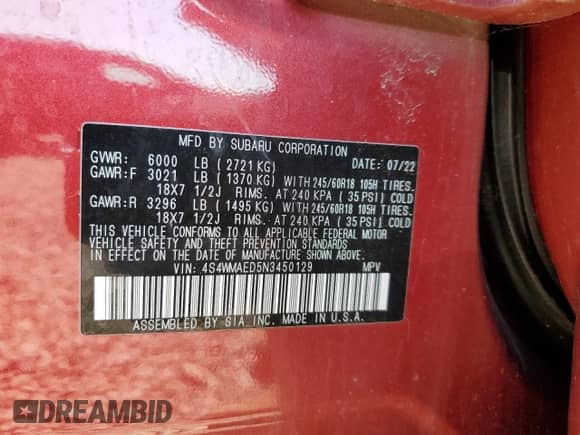 MFD BY SUBARU CORPORATION
GVWR: 6000 LB ( 2721 KG) DATE: 07/22
GAWR:F 3021 LB ( 1370 KG) WITH 245/60R18 105H TIRES.
18X7 1/2J RIMS. AT 240 KPA ( 35 PSI ) COLD
GAWR:R 3296 LB ( 1495 KG) WITH 245/60R18 105H TIRES.
18X7 1/2J RIMS. AT 240 KPA ( 35 PSI ) COLD
THIS VEHICLE CONFORMS TO ALL APPLICABLE FEDERAL MOTOR
VEHICLE SAFETY AND THEFT PREVENTION STANDARDS
IN EFFECT ON THE DATE OF MANUFACTURE SHOWN ABOVE.
VIN: 4S4WMAED5N3450129 MPV
ASSEMBLED BY SIA INC. MADE IN U.S.A.
DREAMBID